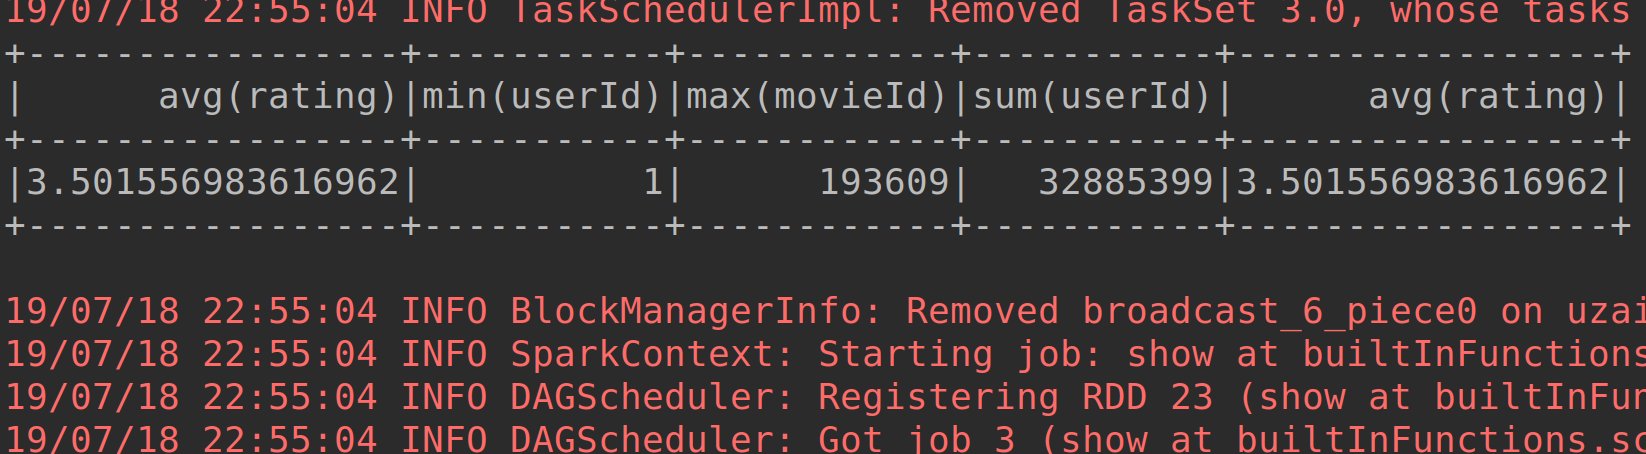 19/07/18 22:55:04 INFO TaskSchedulerImpl: Removed TaskSet 3.0, whose tasks
+-----------------+-----------+------------+-----------+-----------------+
|      avg(rating)|min(userId)|max(movieId)|sum(userId)|      avg(rating)|
+-----------------+-----------+------------+-----------+-----------------+
|3.501556983616962|          1|      193609|   32885399|3.501556983616962|
+-----------------+-----------+------------+-----------+-----------------+
19/07/18 22:55:04 INFO BlockManagerInfo: Removed broadcast_6_piece0 on uzai
19/07/18 22:55:04 INFO SparkContext: Starting job: show at builtInFunctions
19/07/18 22:55:04 INFO DAGScheduler: Registering RDD 23 (show at builtInFun
19/07/18 22:55:04 INFO DAGScheduler: Got job 3 (show at builtInFunctions.sc